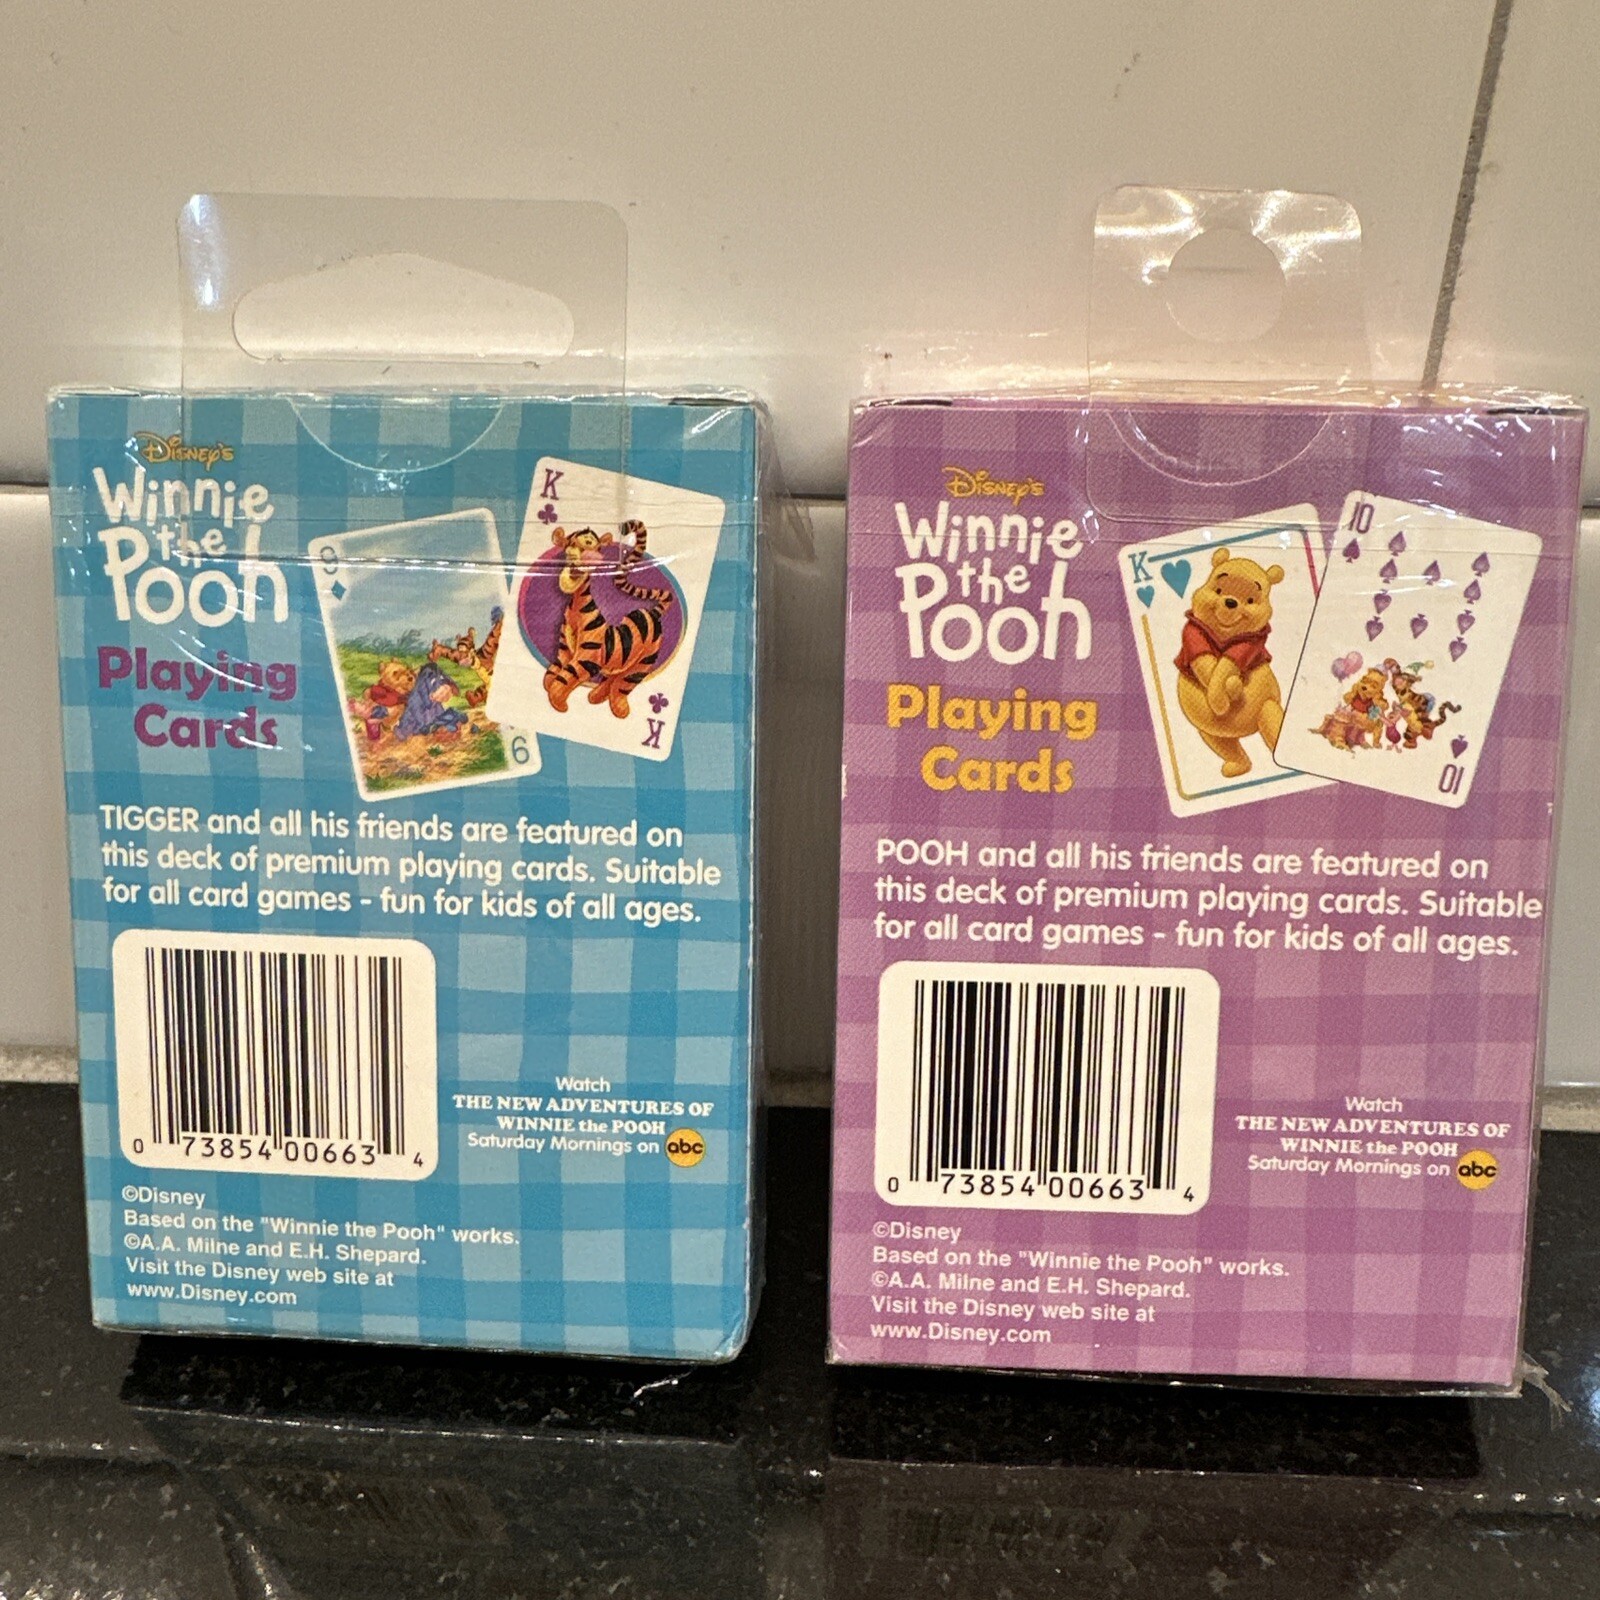 Disney's
Winnie
the
Pooh
Playing
Cards
9
9
K
K
TIGGER and all his friends are featured on
this deck of premium playing cards. Suitable
for all card games - fun for kids of all ages.
0 73854 00663 4
Watch
THE NEW ADVENTURES OF
WINNIE the POOH
Saturday Mornings on abc
©Disney
Based on the "Winnie the Pooh" works.
©A.A. Milne and E.H. Shepard.
Visit the Disney web site at
www.Disney.com
Disney's
Winnie
the
Pooh
Playing
Cards
K
10
10
POOH and all his friends are featured on
this deck of premium playing cards. Suitable
for all card games - fun for kids of all ages.
0 73854 00663 4
Watch
THE NEW ADVENTURES OF
WINNIE the POOH
Saturday Mornings on abc
©Disney
Based on the "Winnie the Pooh" works.
©A.A. Milne and E.H. Shepard.
Visit the Disney web site at
www.Disney.com